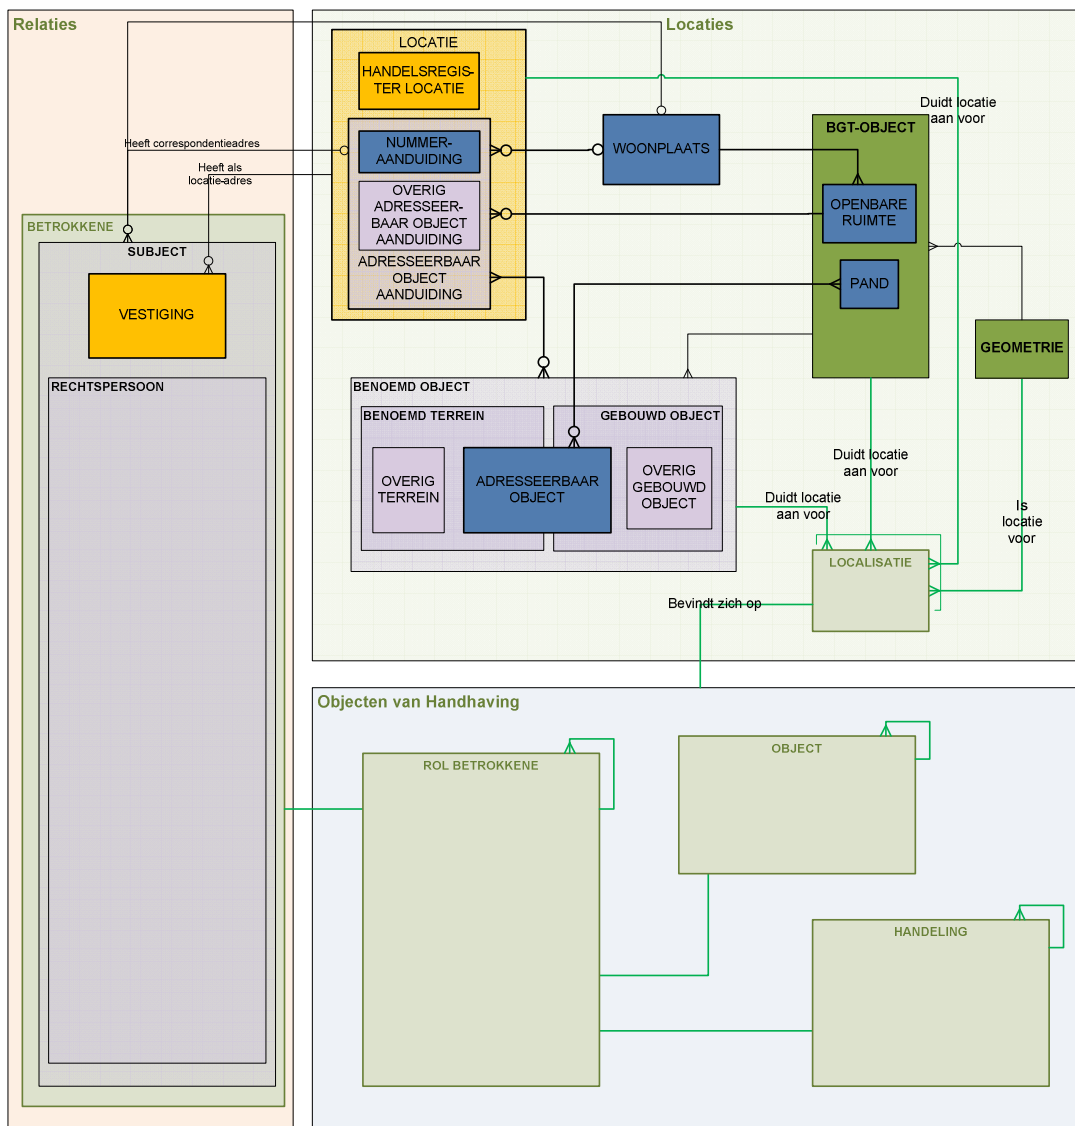 Relaties
Locaties
LOCATIE
HANDELSREGIS-
TER LOCATIE
Duidt locatie
aan voor
NUMMER-
AANDUIDING
WOONPLAATS
BGT-OBJECT
Heeft correspondentieadres
Heeft als
locatie-adres
OVERIG
ADRESSEER-
BAAR OBJECT
AANDUIDING
OPENBARE
RUIMTE
BETROKKENE
SUBJECT
ADRESSEERBAAR
OBJECT
AANDUIDING
PAND
VESTIGING
GEOMETRIE
RECHTSPERSOON
BENOEMD OBJECT
BENOEMD TERREIN
GEBOUWD OBJECT
OVERIG
TERREIN
ADRESSEERBAAR
OBJECT
OVERIG
GEBOUWD
OBJECT
Duidt locatie
aan voor
Duidt locatie
aan voor
Is
locatie
voor
LOCALISATIE
Bevindt zich op
Objecten van Handhaving
ROL BETROKKENE
OBJECT
HANDELING